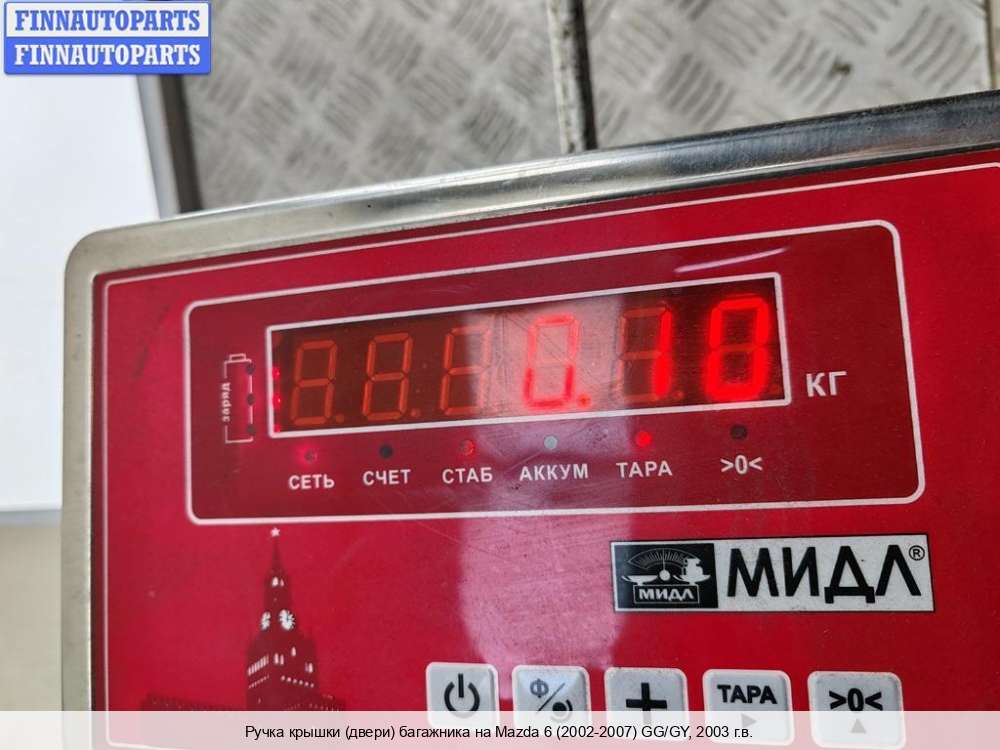 FINNAUTOPARTS
FINNAUTOPARTS
заряд
0.10
КГ
СЕТЬ СЧЕТ СТАБ АККУМ ТАРА >0<
МИДЛ МИДЛ®
Ф ТАРА >0<
Ручка крышки (двери) багажника на Mazda 6 (2002-2007) GG/GY, 2003 г.в.